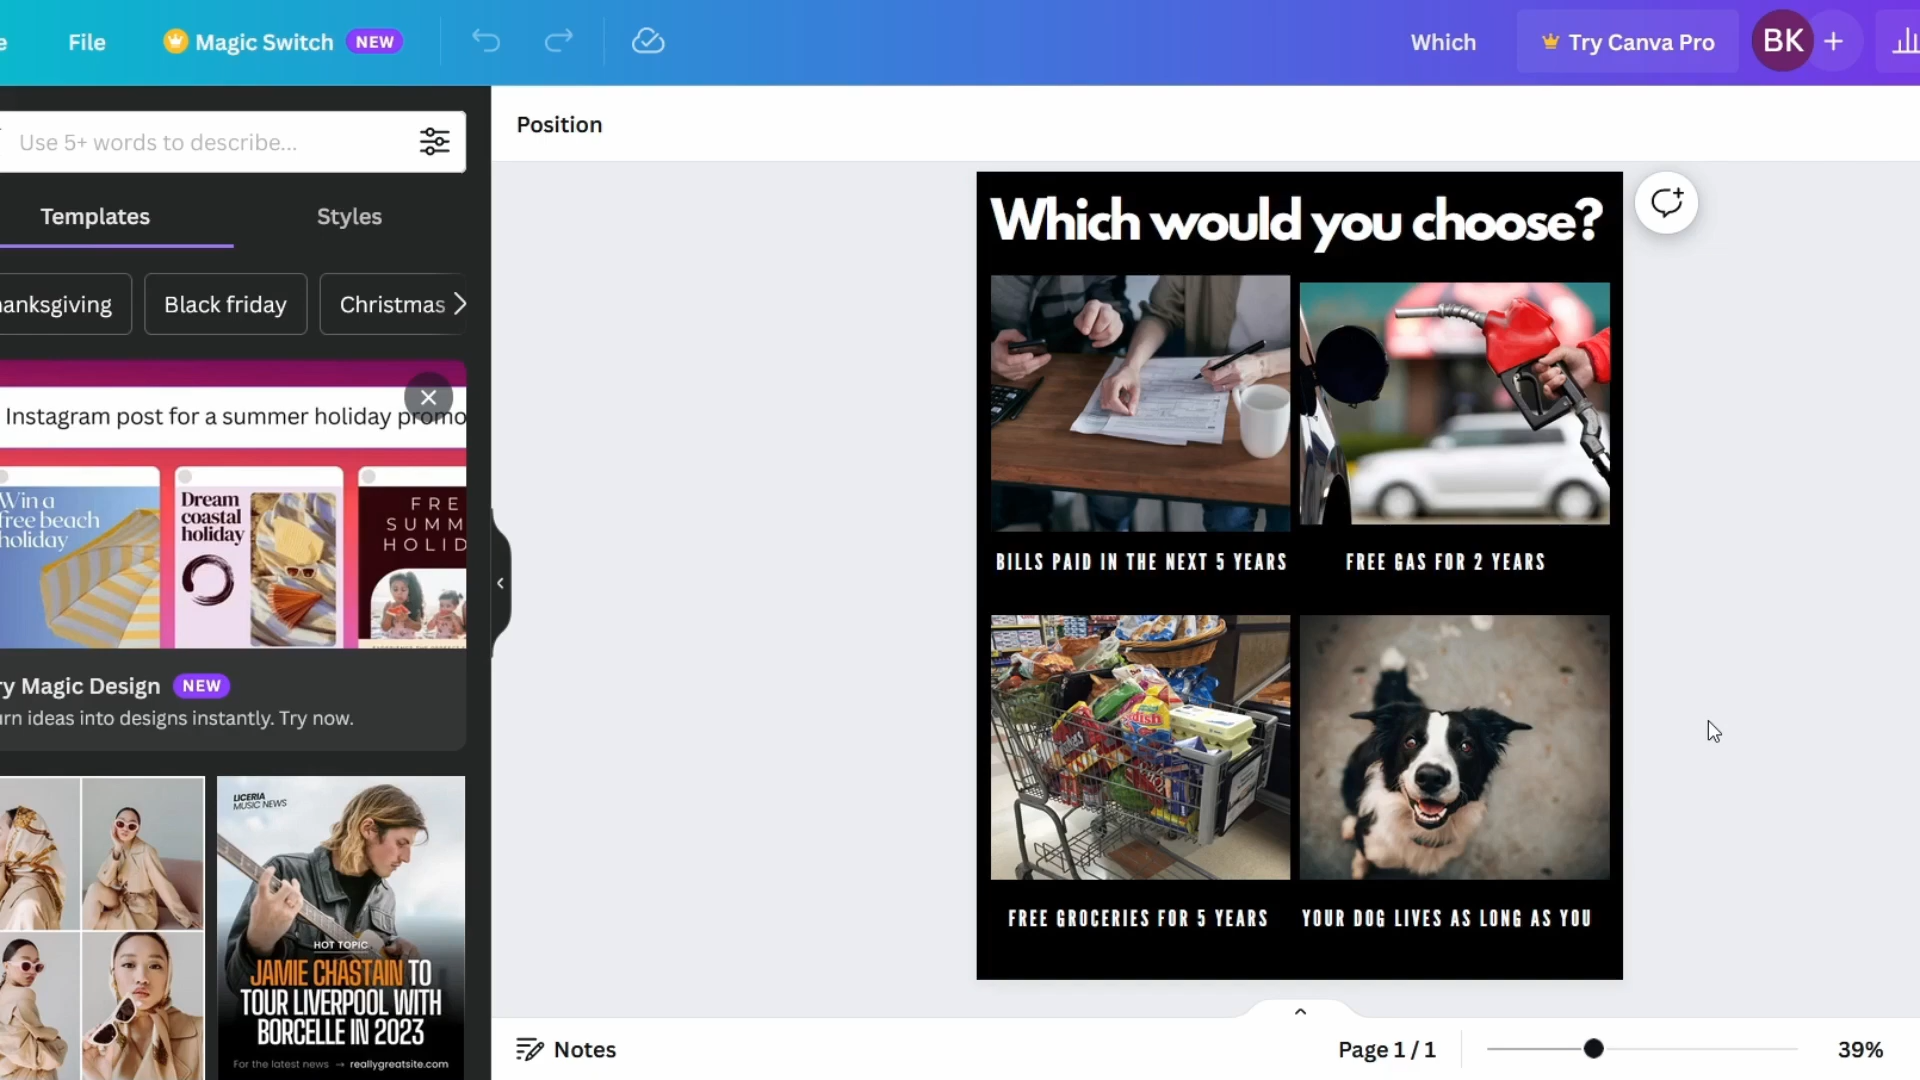 File
Magic Switch NEW
Which
Try Canva Pro
BK
+
Use 5+ words to describe...
Position
Templates
Styles
hanksgiving
Black friday
Christmas
Instagram post for a summer holiday promo
Win a
free beach
holiday
Dream
coastal
holiday
FRE
SUMM
HOLID
ry Magic Design NEW
urn ideas into designs instantly. Try now.
LICERIA
MUSIC NEWS
HOT TOPIC
JAMIE CHASTAIN TO
TOUR LIVERPOOL WITH
BORCELLE IN 2023
For the latest news → reallygreatsite.com
Which would you choose?
BILLS PAID IN THE NEXT 5 YEARS
FREE GAS FOR 2 YEARS
FREE GROCERIES FOR 5 YEARS
YOUR DOG LIVES AS LONG AS YOU
Notes
Page 1 / 1
39%